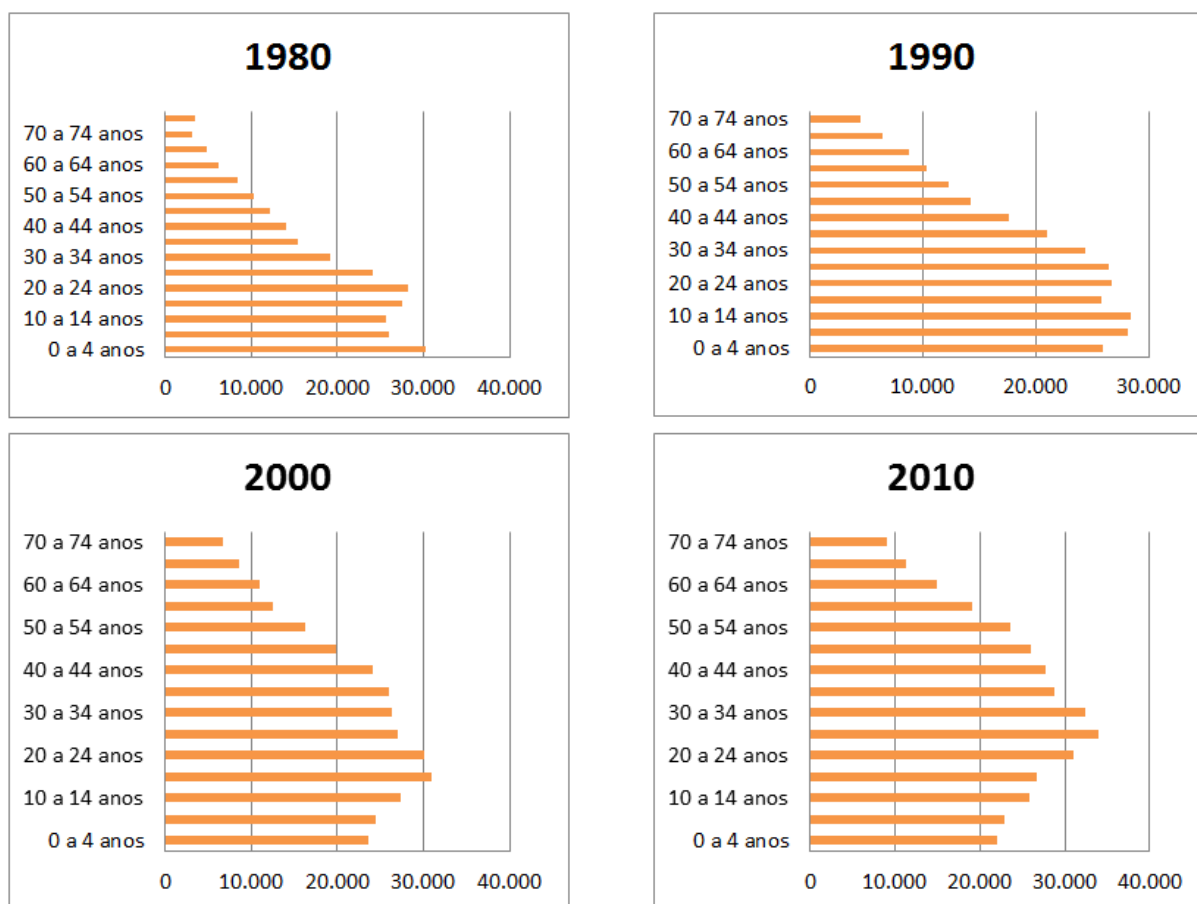 1980
70 a 74 anos
60 a 64 anos
50 a 54 anos
40 a 44 anos
30 a 34 anos
20 a 24 anos
10 a 14 anos
0 a 4 anos
0 10.000 20.000 30.000 40.000
1990
70 a 74 anos
60 a 64 anos
50 a 54 anos
40 a 44 anos
30 a 34 anos
20 a 24 anos
10 a 14 anos
0 a 4 anos
0 10.000 20.000 30.000
2000
70 a 74 anos
60 a 64 anos
50 a 54 anos
40 a 44 anos
30 a 34 anos
20 a 24 anos
10 a 14 anos
0 a 4 anos
0 10.000 20.000 30.000 40.000
2010
70 a 74 anos
60 a 64 anos
50 a 54 anos
40 a 44 anos
30 a 34 anos
20 a 24 anos
10 a 14 anos
0 a 4 anos
0 10.000 20.000 30.000 40.000